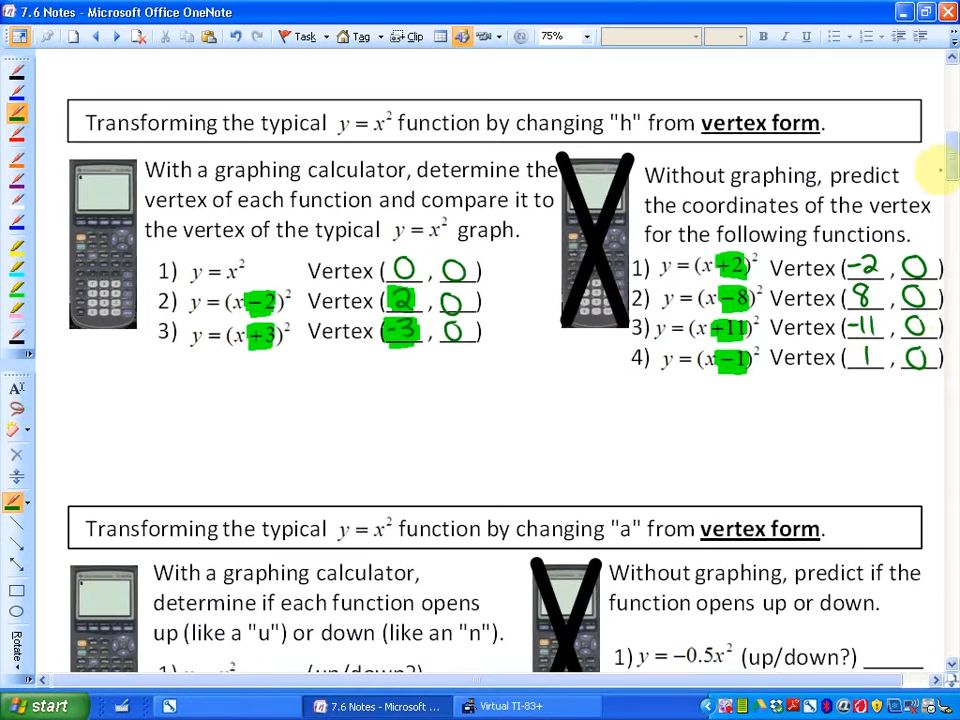 7.6 Notes - Microsoft Office OneNote
Task Tag Clip 75% B I U
Transforming the typical y = x² function by changing "h" from vertex form.
With a graphing calculator, determine the
vertex of each function and compare it to
the vertex of the typical y = x² graph.
1) y = x² Vertex (0, 0)
2) y = (x − 2)² Vertex (2, 0)
3) y = (x + 3)² Vertex (-3, 0)
Without graphing, predict
the coordinates of the vertex
for the following functions.
1) y = (x + 2)² Vertex (-2, 0)
2) y = (x − 8)² Vertex (8, 0)
3) y = (x + 11)² Vertex (-11, 0)
4) y = (x − 1)² Vertex (1, 0)
Transforming the typical y = x² function by changing "a" from vertex form.
With a graphing calculator,
determine if each function opens
up (like a "u") or down (like an "n").
Without graphing, predict if the
function opens up or down.
1) y = −0.5x² (up/down?) ______
Rotate
start
7.6 Notes - Microsoft ...
Virtual TI-83+